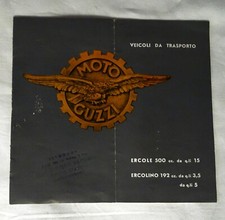 MOTO
GUZZI
VEICOLI DA TRASPORTO
ERCOLE 500 cc. da q.li 15
ERCOLINO 192 cc. da q.li 3,5
da q.li 5